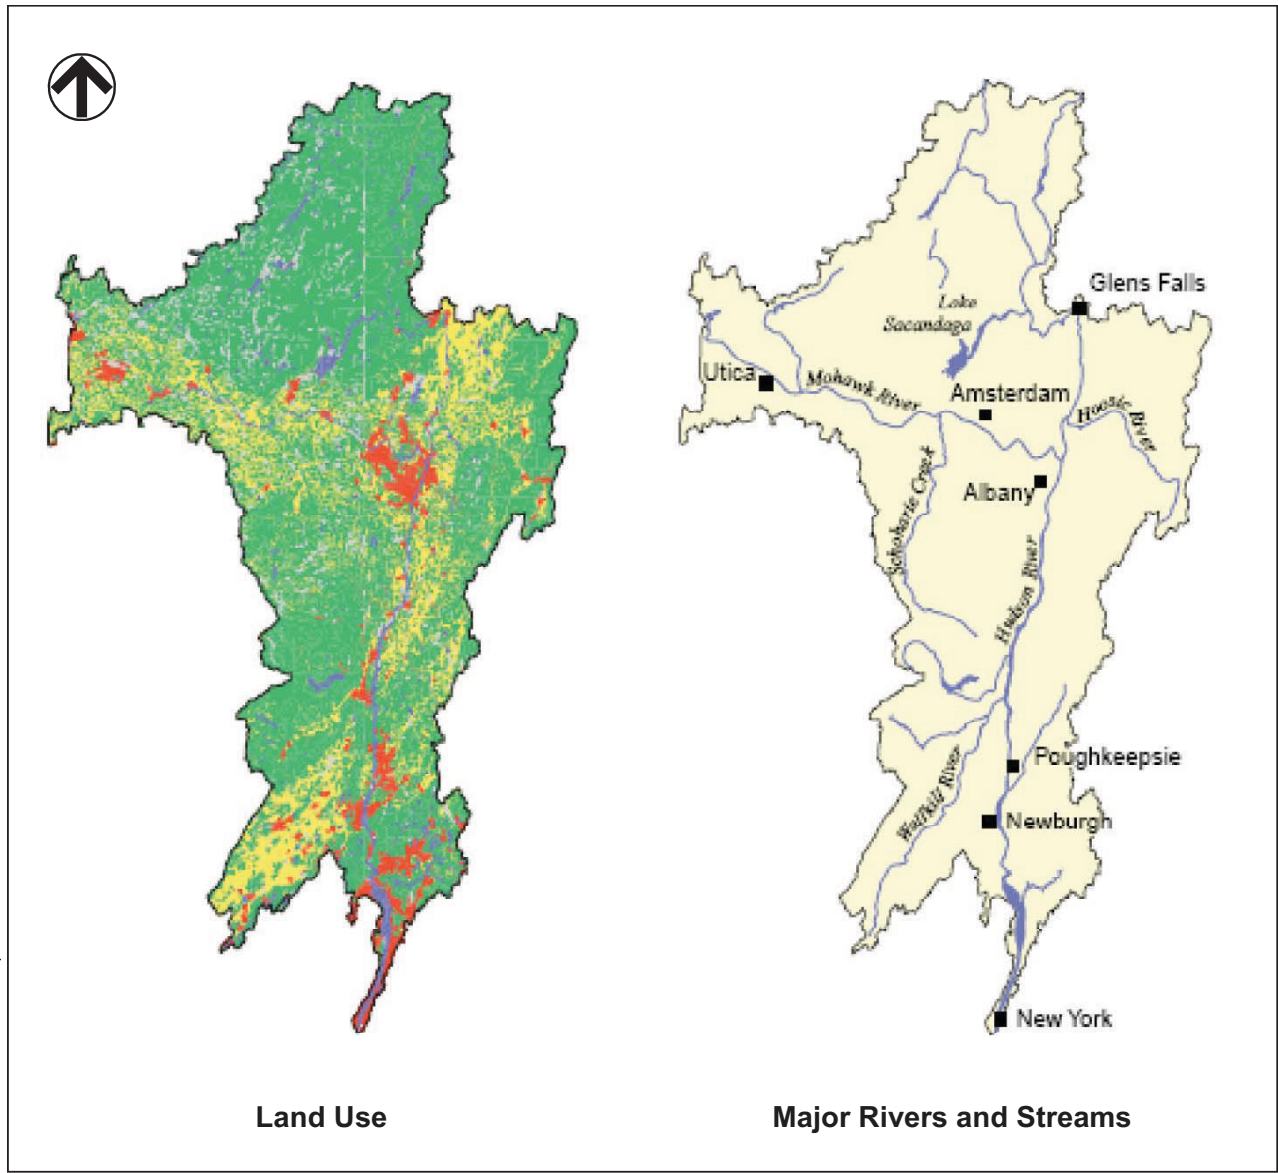 Glens Falls
Lake
Sacandaga
Utica
Mohawk River
Amsterdam
Hoosic River
Albany
Schoharie Creek
Hudson River
Poughkeepsie
Wallkill River
Newburgh
New York
Land Use
Major Rivers and Streams